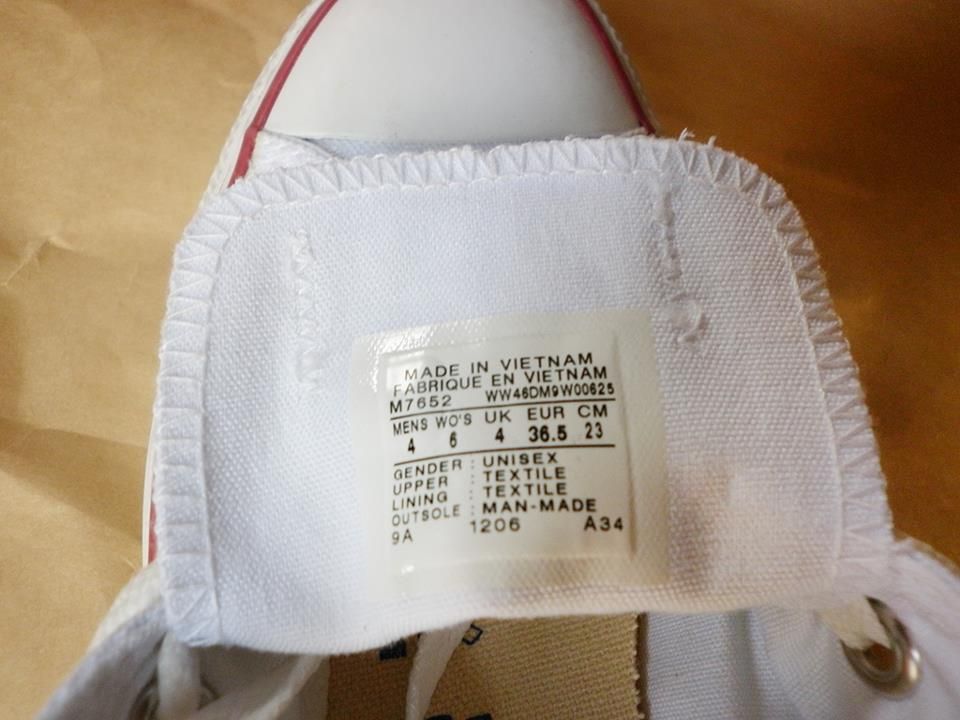 MADE IN VIETNAM
FABRIQUE EN VIETNAM
M7652 WW46DM9W00625
MENS WO'S UK EUR CM
4 6 4 36.5 23
GENDER : UNISEX
UPPER : TEXTILE
LINING : TEXTILE
OUTSOLE : MAN-MADE
9A 1206 A34